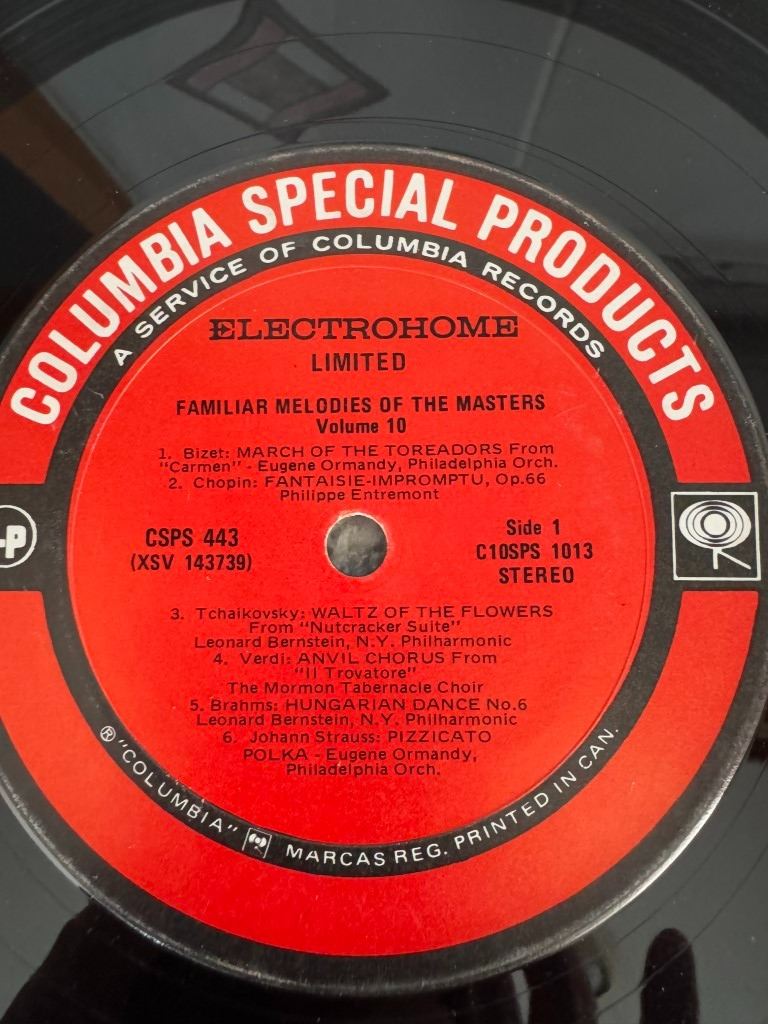 COLUMBIA SPECIAL PRODUCTS
A SERVICE OF COLUMBIA RECORDS
ELECTROHOME
LIMITED
FAMILIAR MELODIES OF THE MASTERS
Volume 10
1. Bizet: MARCH OF THE TOREADORS From
"Carmen" - Eugene Ormandy, Philadelphia Orch.
2. Chopin: FANTAISIE-IMPROMPTU, Op.66
Philippe Entremont
-P
CSPS 443
(XSV 143739)
Side 1
C10SPS 1013
STEREO
3. Tchaikovsky: WALTZ OF THE FLOWERS
From "Nutcracker Suite"
Leonard Bernstein, N.Y. Philharmonic
4. Verdi: ANVIL CHORUS From
"Il Trovatore"
The Mormon Tabernacle Choir
5. Brahms: HUNGARIAN DANCE No.6
Leonard Bernstein, N.Y. Philharmonic
6. Johann Strauss: PIZZICATO
POLKA - Eugene Ormandy,
Philadelphia Orch.
® "COLUMBIA" MARCAS REG. PRINTED IN CAN.